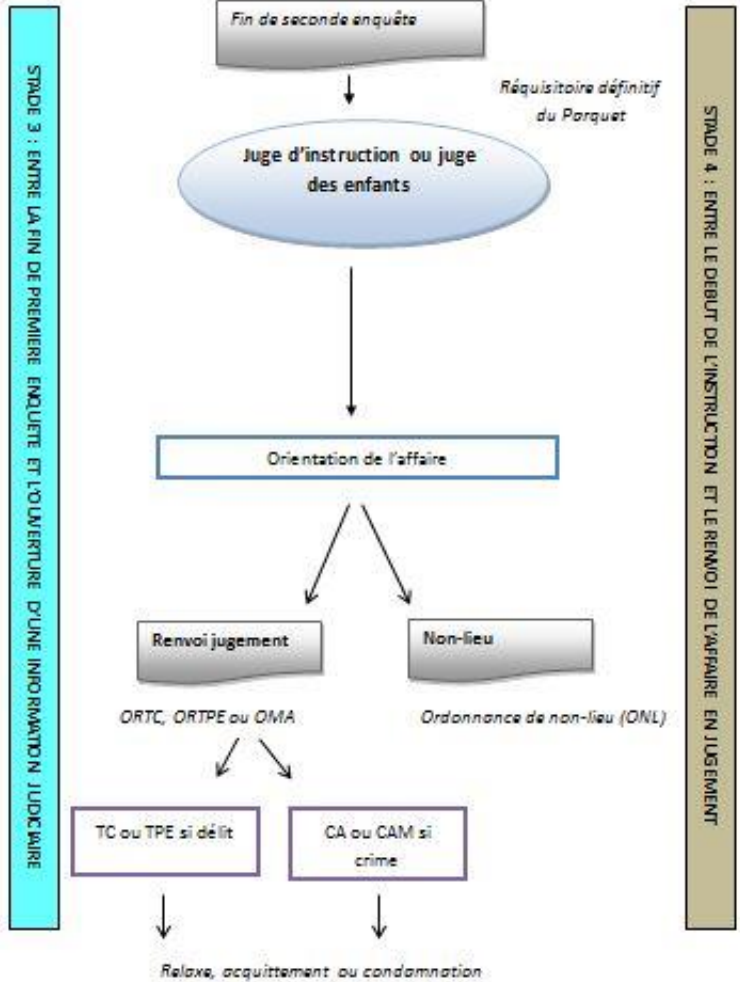 Fin de seconde enquête
Réquisitoire définitif
du Parquet
Juge d'instruction ou juge
des enfants
STADE 3 : ENTRE LA FIN DE PREMIERE ENQUETE ET L'OUVERTURE D'UNE INFORMATION JUDICIAIRE
STADE 4 : ENTRE LE DEBUT DE L'INSTRUCTION ET LE RENVOI DE L'AFFAIRE EN JUGEMENT
Orientation de l'affaire
Renvoi jugement
Non-lieu
ORTC, ORTPE ou OMA
Ordonnance de non-lieu (ONL)
TC ou TPE si délit
CA ou CAM si
crime
Relaxe, acquittement ou condamnation